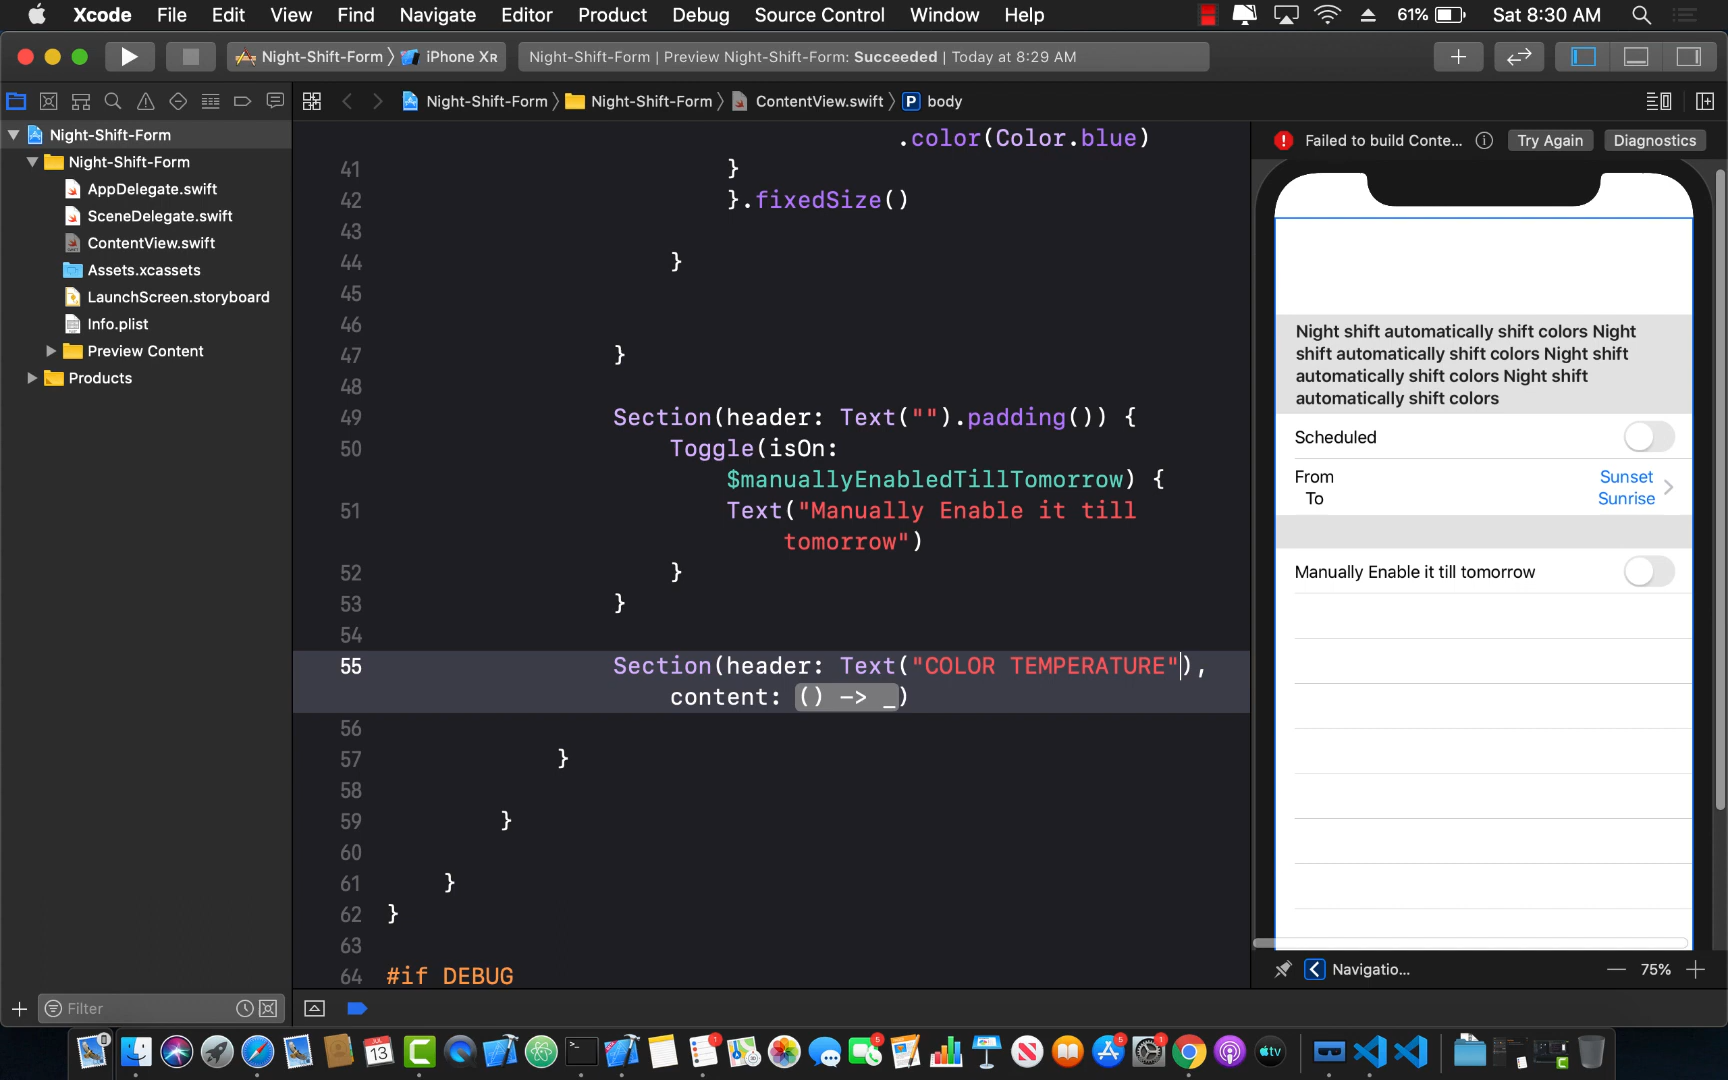 Xcode File Edit View Find Navigate Editor Product Debug Source Control Window Help 61% Sat 8:30 AM
Night-Shift-Form iPhone XR Night-Shift-Form | Preview Night-Shift-Form: Succeeded | Today at 8:29 AM
Night-Shift-Form Night-Shift-Form ContentView.swift P body
Night-Shift-Form
Night-Shift-Form
AppDelegate.swift
SceneDelegate.swift
ContentView.swift
Assets.xcassets
LaunchScreen.storyboard
Info.plist
Preview Content
Products
Filter
.color(Color.blue)
41 }
42 }.fixedSize()
43
44 }
45
46
47 }
48
49 Section(header: Text("").padding()) {
50 Toggle(isOn:
$manuallyEnabledTillTomorrow) {
51 Text("Manually Enable it till
tomorrow")
52 }
53 }
54
55 Section(header: Text("COLOR TEMPERATURE"),
content: () -> _)
56
57 }
58
59 }
60
61 }
62 }
63
64 #if DEBUG
Failed to build Conte... Try Again Diagnostics
Night shift automatically shift colors Night
shift automatically shift colors Night shift
automatically shift colors Night shift
automatically shift colors
Scheduled
From Sunset
To Sunrise
Manually Enable it till tomorrow
Navigatio... 75%
JUL
13
tv